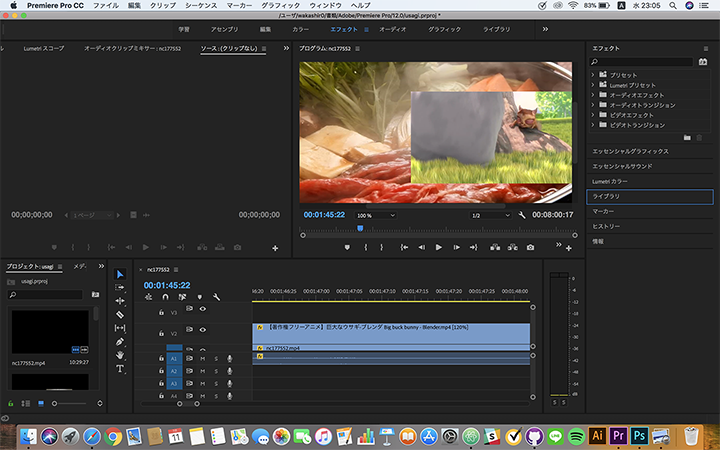 Premiere Pro CC ファイル 編集 クリップ シーケンス マーカー グラフィック ウィンドウ ヘルプ 83% A 水 23:05
/ユーザ/wakashir0/書類/Adobe/Premiere Pro/12.0/usagi.prproj *
学習 アセンブリ 編集 カラー エフェクト オーディオ グラフィック ライブラリ
Lumetri スコープ オーディオクリップミキサー: nc177552 ソース: (クリップなし)
プログラム: nc177552
エフェクト
プリセット
Lumetri プリセット
オーディオエフェクト
オーディオトランジション
ビデオエフェクト
ビデオトランジション
エッセンシャルグラフィックス
エッセンシャルサウンド
Lumetri カラー
ライブラリ
マーカー
ヒストリー
情報
00;00;00;00 1 ページ 00;00;00;00
00:01:45:22 100 % 1/2 00:08:00:17
プロジェクト: usagi メディ
usagi.prproj
nc177552.mp4 10:29:27
nc177552
00:01:45:22
46:20 00:01:46:25 00:01:47:00 00:01:47:05 00:01:47:10 00:01:47:15 00:01:47:20 00:01:47:25 00:01:48:00
V3
V2 fx 【著作権フリーアニメ】巨大なウサギ-ブレンダ Big buck bunny - Blender.mp4 [120%]
fx nc177552.mp4
A1 A1 M S fx
A2 A2 M S
A3 A3 M S
A4 M S
0
-6
-12
-18
-24
-30
-36
-42
-48
-54
S S
11
Ai Pr Ps